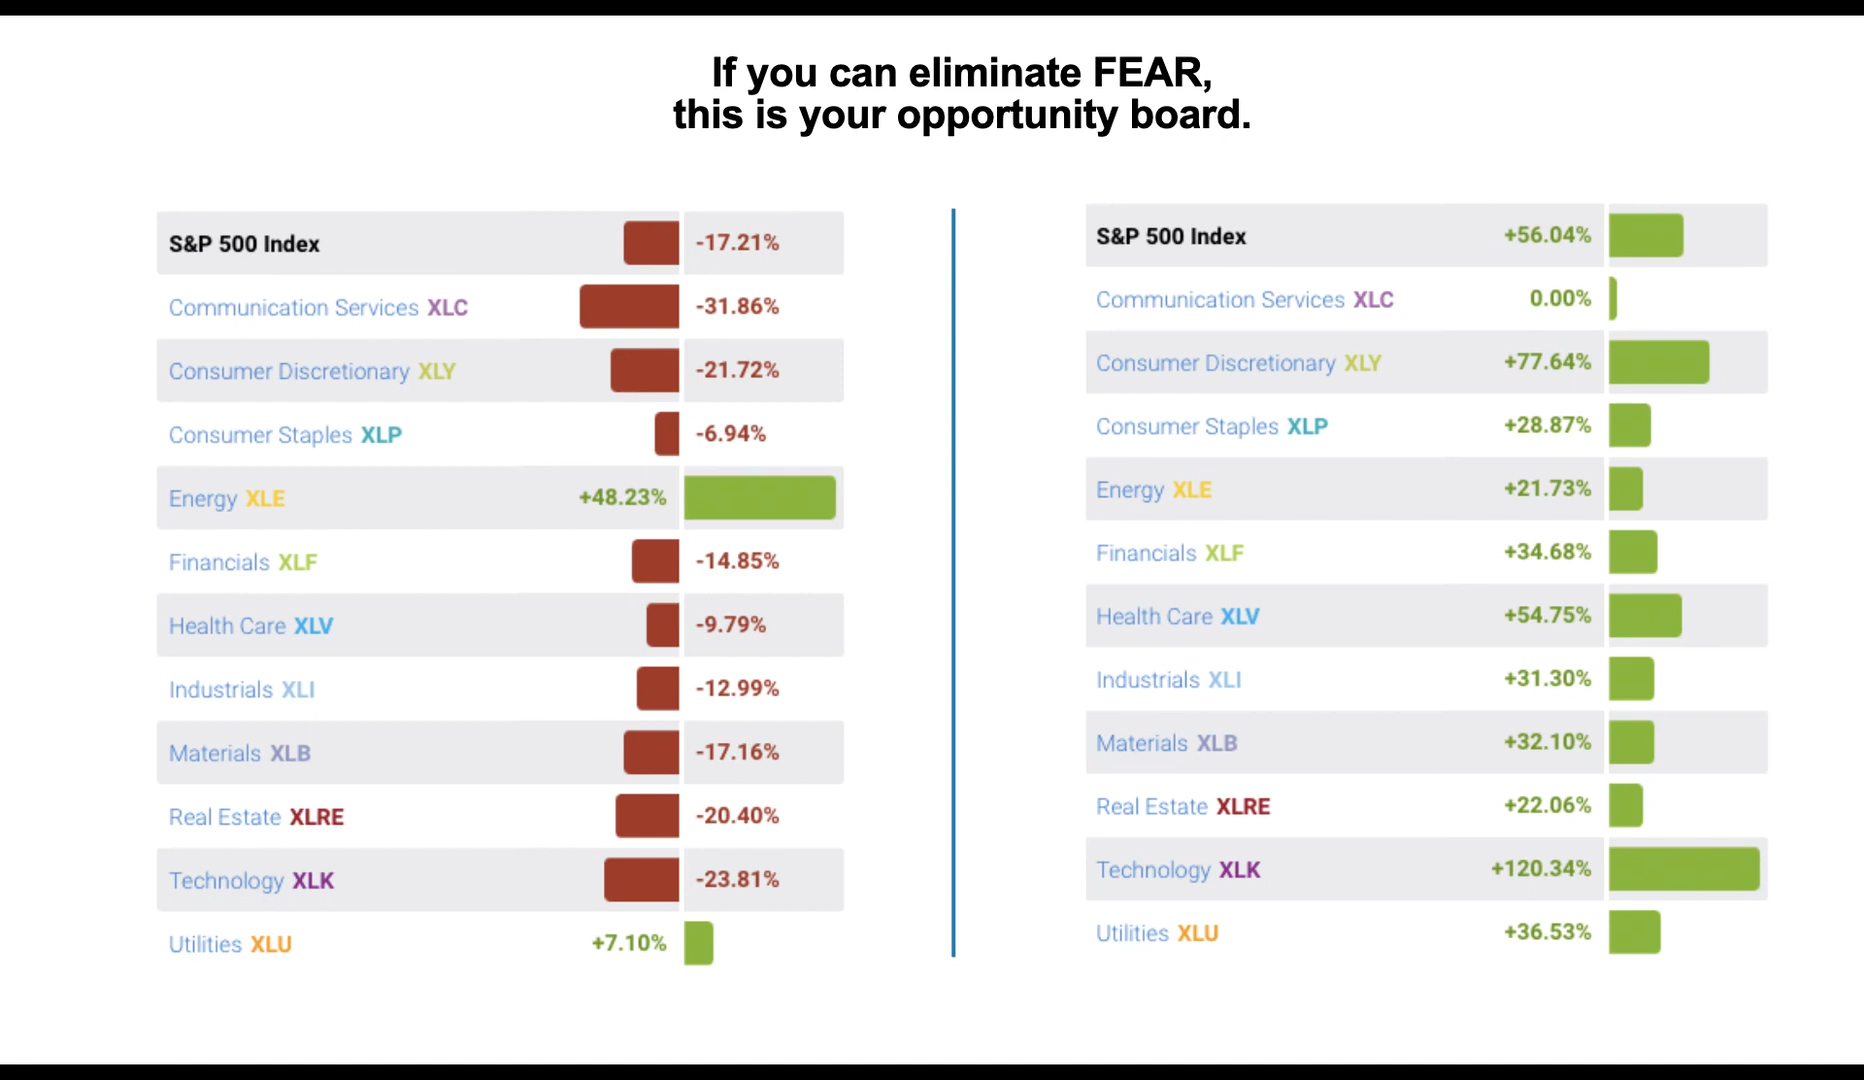 If you can eliminate FEAR,
this is your opportunity board.
S&P 500 Index -17.21%
Communication Services XLC -31.86%
Consumer Discretionary XLY -21.72%
Consumer Staples XLP -6.94%
Energy XLE +48.23%
Financials XLF -14.85%
Health Care XLV -9.79%
Industrials XLI -12.99%
Materials XLB -17.16%
Real Estate XLRE -20.40%
Technology XLK -23.81%
Utilities XLU +7.10%
S&P 500 Index +56.04%
Communication Services XLC 0.00%
Consumer Discretionary XLY +77.64%
Consumer Staples XLP +28.87%
Energy XLE +21.73%
Financials XLF +34.68%
Health Care XLV +54.75%
Industrials XLI +31.30%
Materials XLB +32.10%
Real Estate XLRE +22.06%
Technology XLK +120.34%
Utilities XLU +36.53%